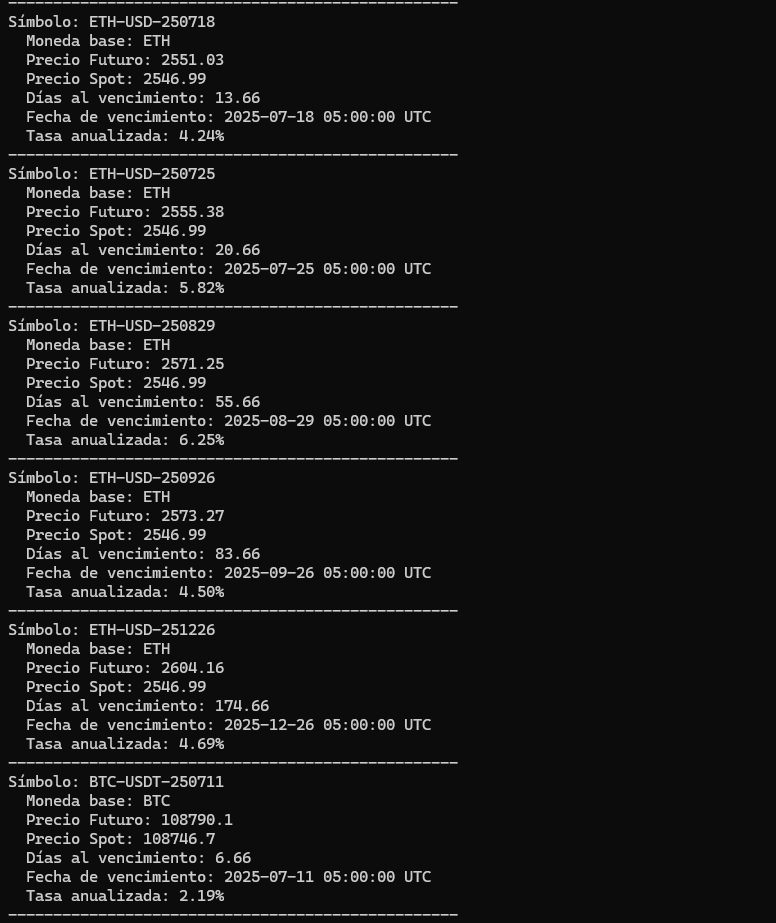 --------------------------------------------------
Símbolo: ETH-USD-250718
  Moneda base: ETH
  Precio Futuro: 2551.03
  Precio Spot: 2546.99
  Días al vencimiento: 13.66
  Fecha de vencimiento: 2025-07-18 05:00:00 UTC
  Tasa anualizada: 4.24%
--------------------------------------------------
Símbolo: ETH-USD-250725
  Moneda base: ETH
  Precio Futuro: 2555.38
  Precio Spot: 2546.99
  Días al vencimiento: 20.66
  Fecha de vencimiento: 2025-07-25 05:00:00 UTC
  Tasa anualizada: 5.82%
--------------------------------------------------
Símbolo: ETH-USD-250829
  Moneda base: ETH
  Precio Futuro: 2571.25
  Precio Spot: 2546.99
  Días al vencimiento: 55.66
  Fecha de vencimiento: 2025-08-29 05:00:00 UTC
  Tasa anualizada: 6.25%
--------------------------------------------------
Símbolo: ETH-USD-250926
  Moneda base: ETH
  Precio Futuro: 2573.27
  Precio Spot: 2546.99
  Días al vencimiento: 83.66
  Fecha de vencimiento: 2025-09-26 05:00:00 UTC
  Tasa anualizada: 4.50%
--------------------------------------------------
Símbolo: ETH-USD-251226
  Moneda base: ETH
  Precio Futuro: 2604.16
  Precio Spot: 2546.99
  Días al vencimiento: 174.66
  Fecha de vencimiento: 2025-12-26 05:00:00 UTC
  Tasa anualizada: 4.69%
--------------------------------------------------
Símbolo: BTC-USDT-250711
  Moneda base: BTC
  Precio Futuro: 108790.1
  Precio Spot: 108746.7
  Días al vencimiento: 6.66
  Fecha de vencimiento: 2025-07-11 05:00:00 UTC
  Tasa anualizada: 2.19%
--------------------------------------------------